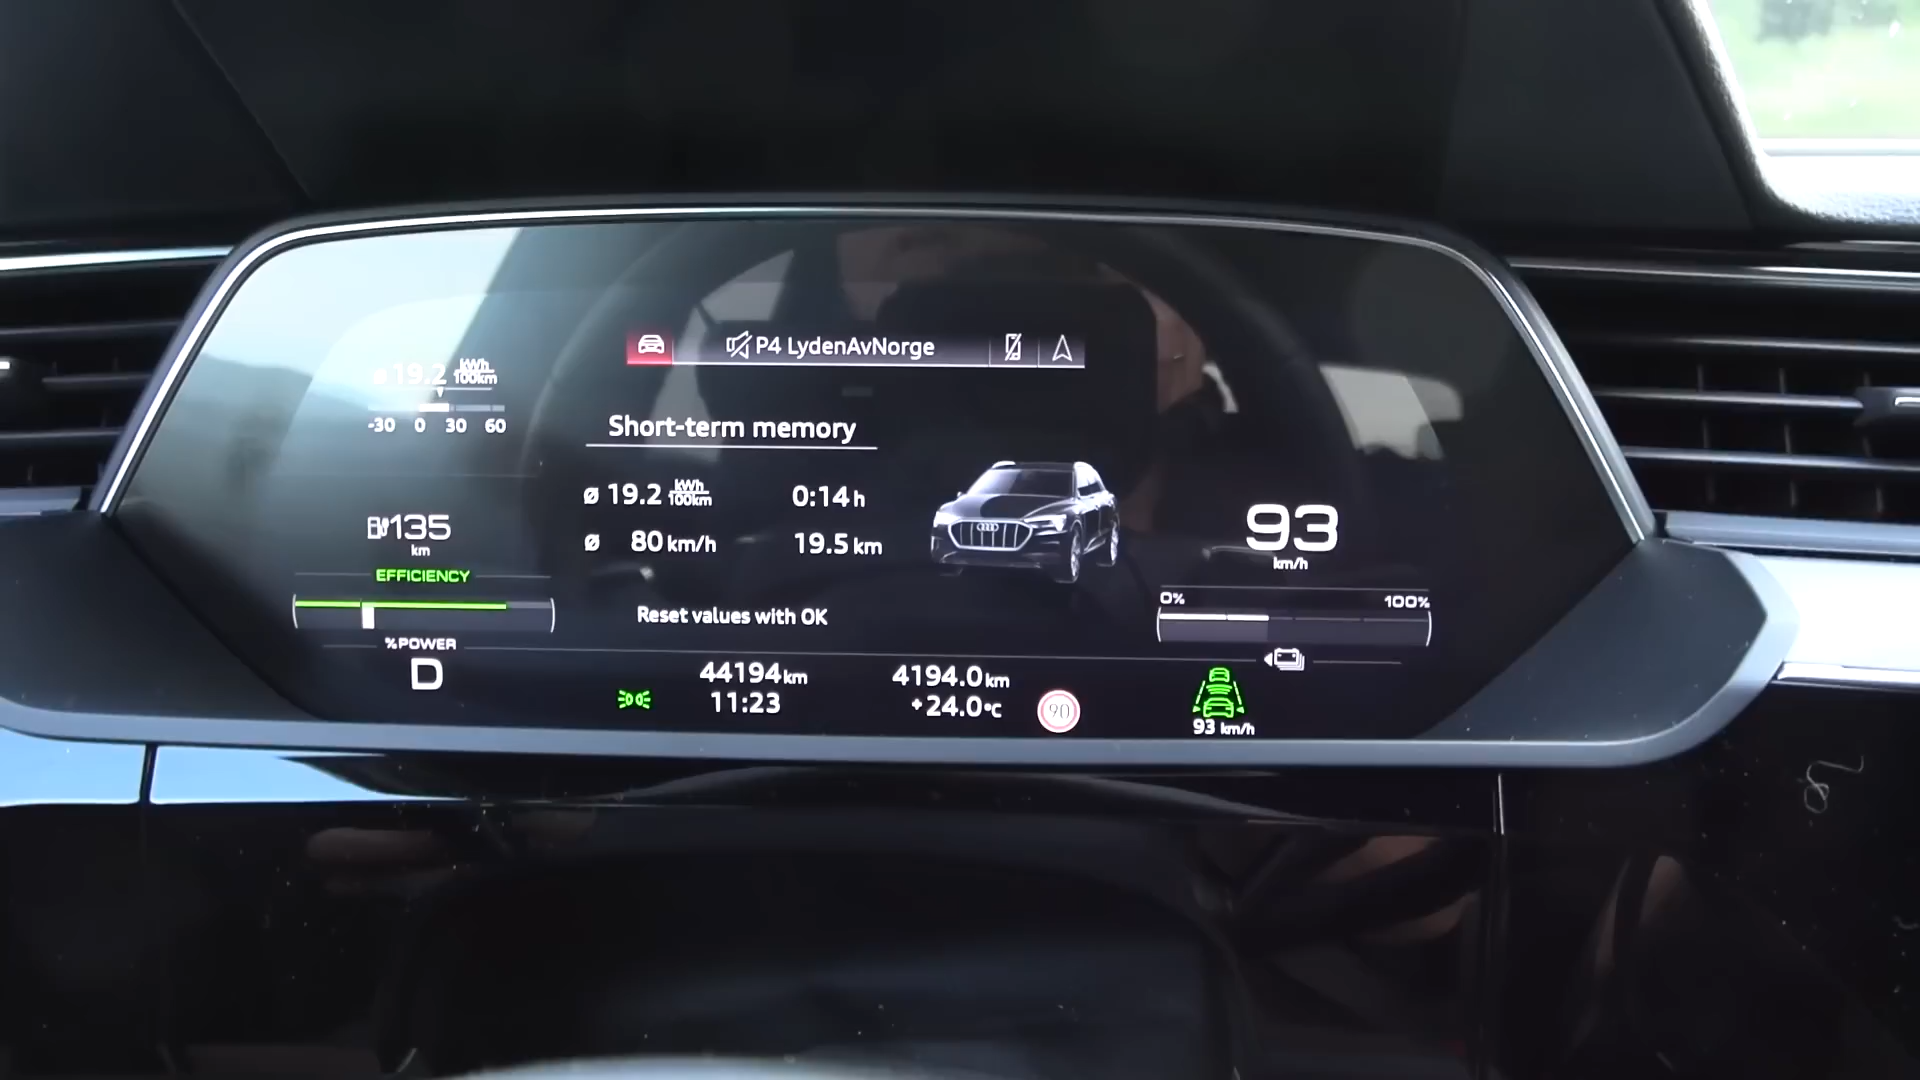 P4 LydenAvNorge
ø 19.2 kWh/100km
-30 0 30 60
Short-term memory
ø 19.2 kWh/100km 0:14 h
ø 80 km/h 19.5 km
Reset values with OK
135
km
EFFICIENCY
%POWER
D
93
km/h
0% 100%
44194 km 4194.0 km
11:23 +24.0°C
90
93 km/h